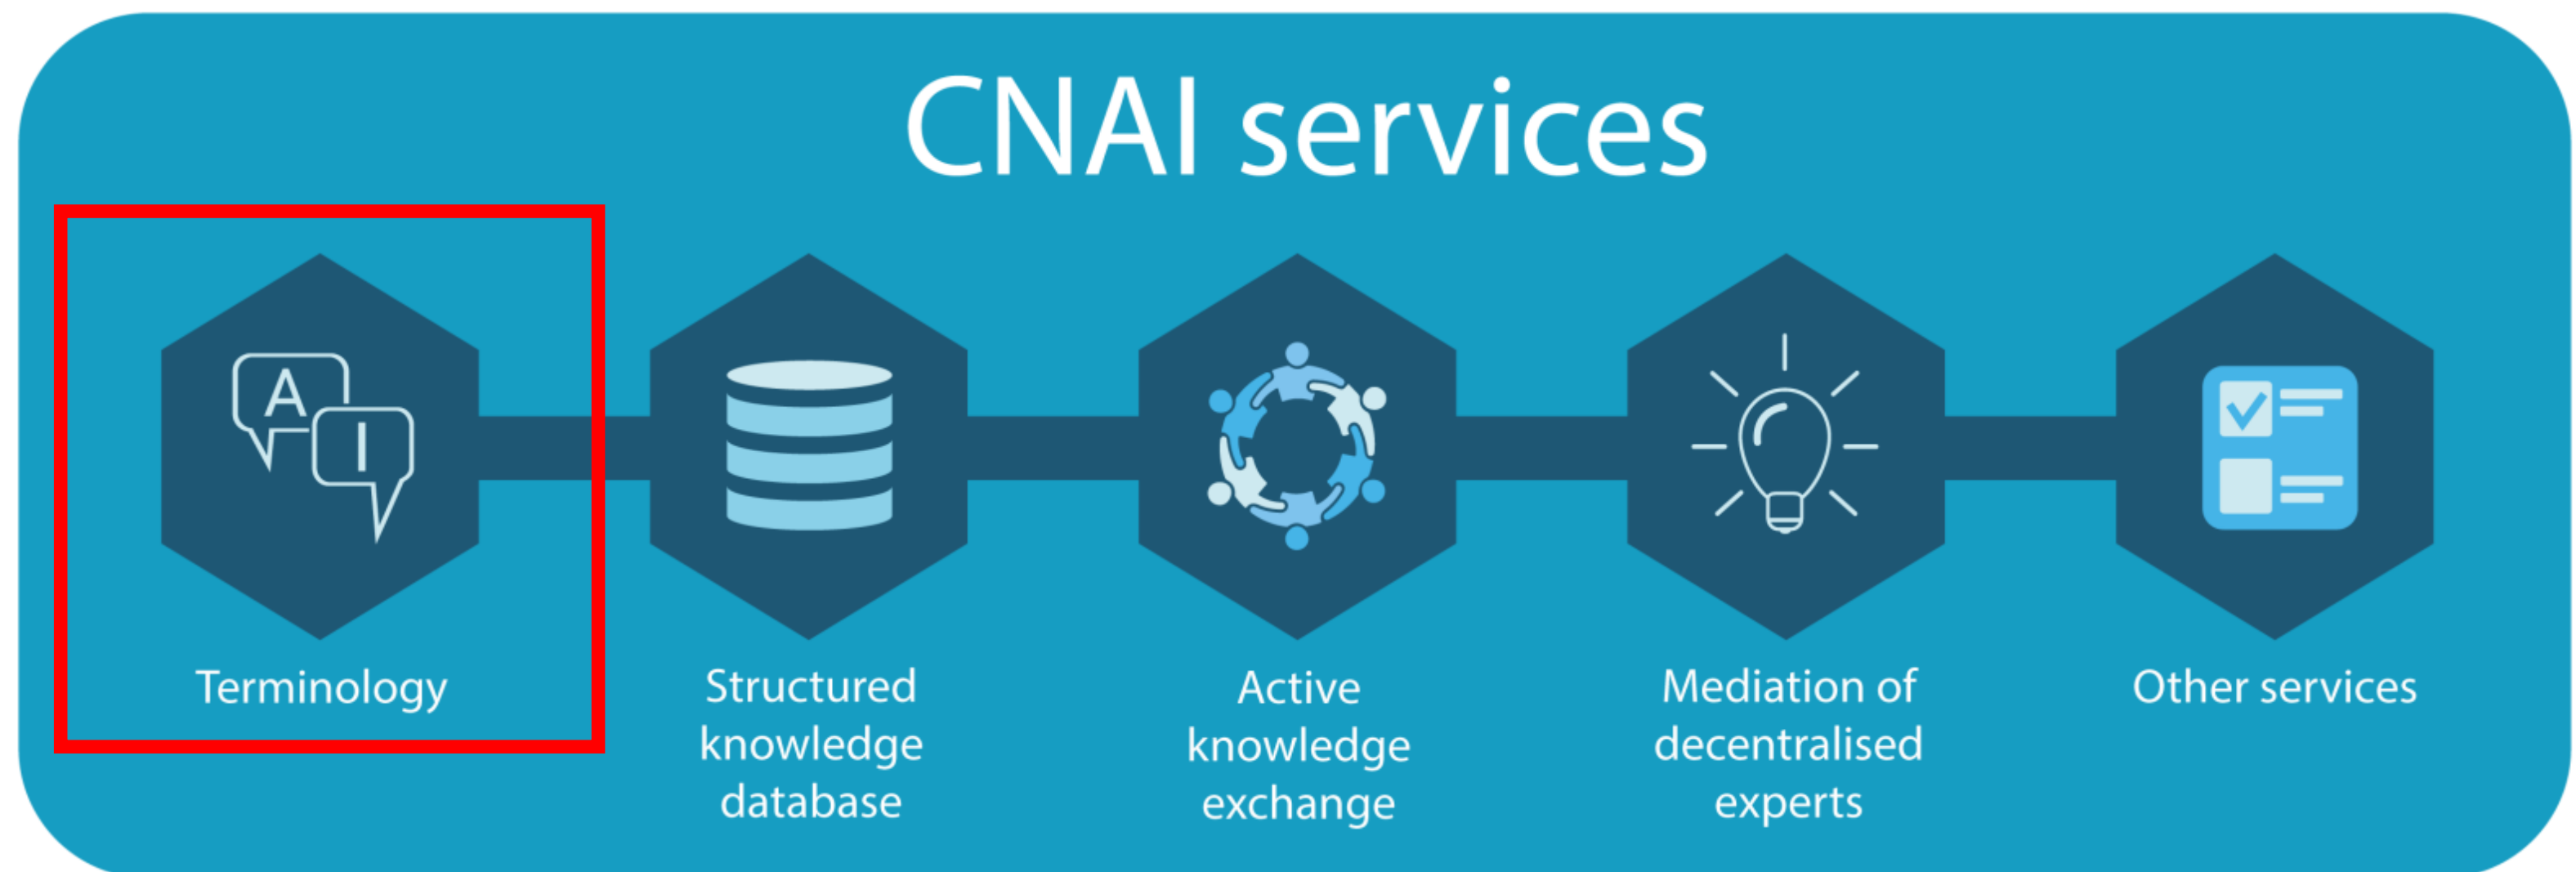 CNAI services
A
I
Terminology
Structured
knowledge
database
Active
knowledge
exchange
Mediation of
decentralised
experts
Other services